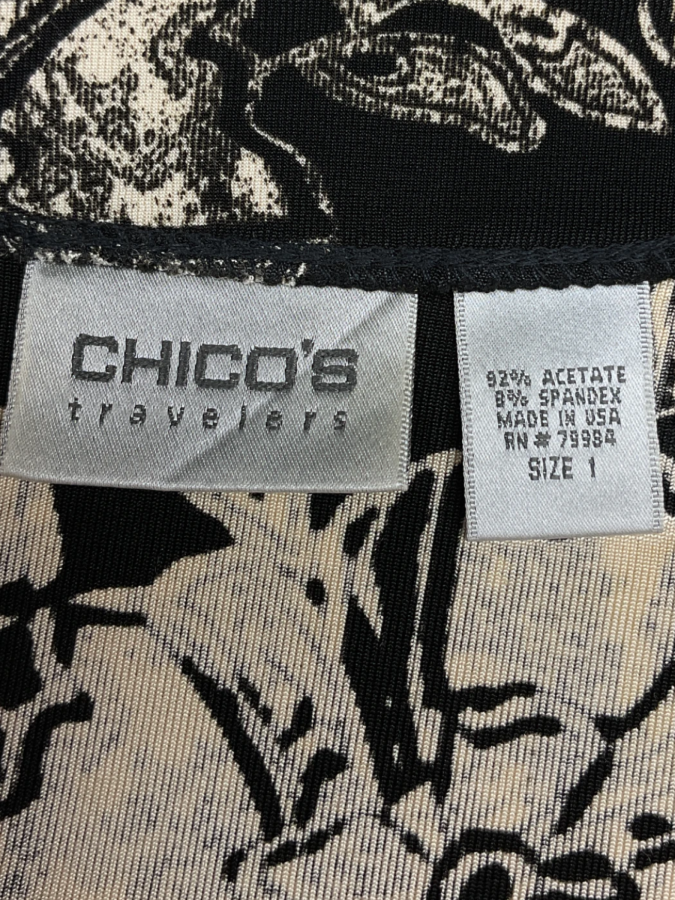 CHICO'S
travelers
92% ACETATE
8% SPANDEX
MADE IN USA
RN # 79984
SIZE 1